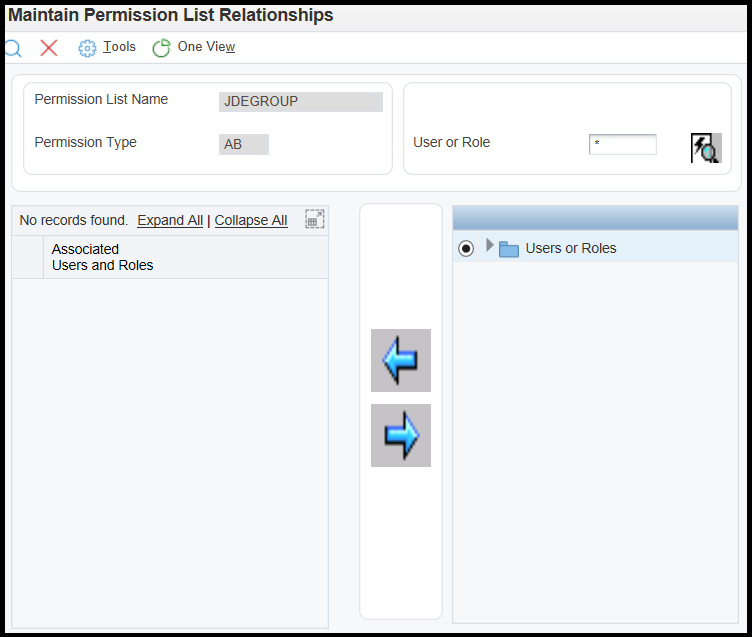 Maintain Permission List Relationships
Tools One View
Permission List Name JDEGROUP
Permission Type AB
User or Role *
No records found. Expand All | Collapse All
Associated
Users and Roles
Users or Roles